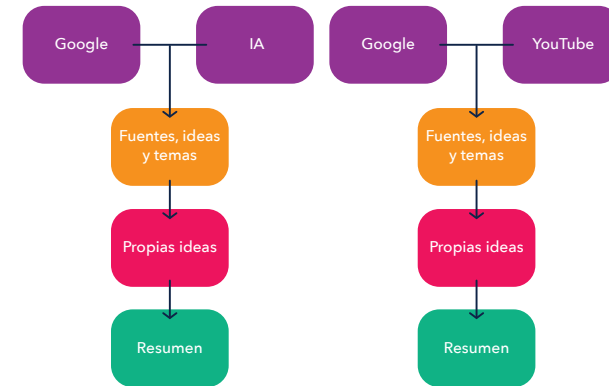 Google
IA
Google
YouTube
Fuentes, ideas
y temas
Fuentes, ideas
y temas
Propias ideas
Propias ideas
Resumen
Resumen